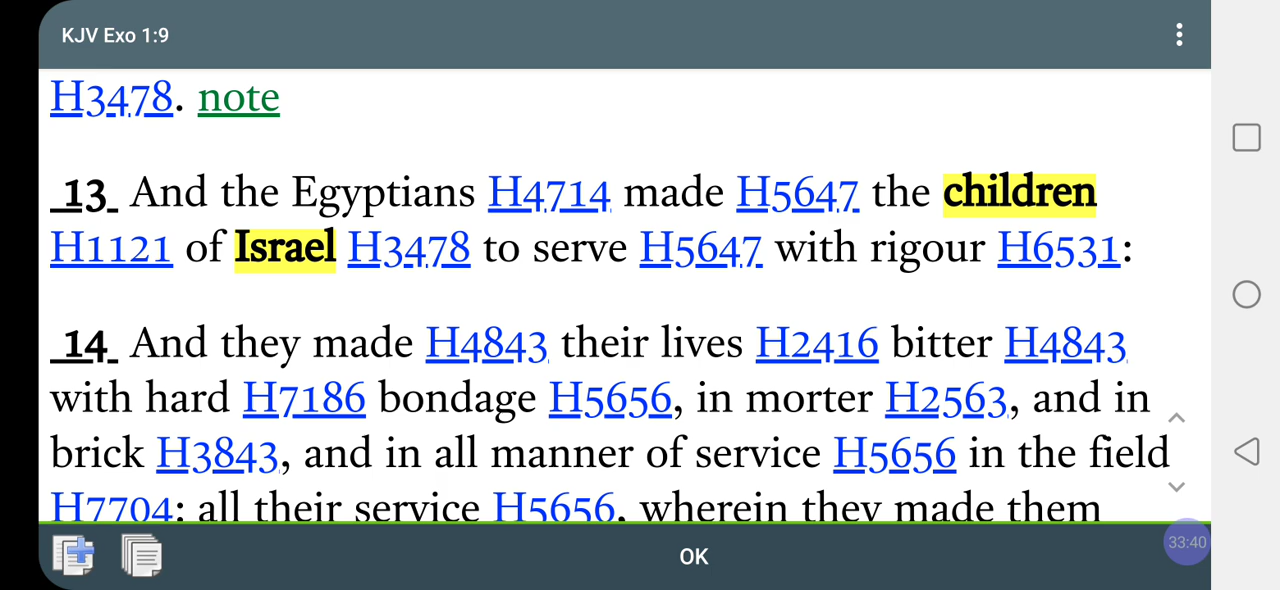 KJV Exo 1:9
H3478. note
13 And the Egyptians H4714 made H5647 the children
H1121 of Israel H3478 to serve H5647 with rigour H6531:
14 And they made H4843 their lives H2416 bitter H4843
with hard H7186 bondage H5656, in morter H2563, and in
brick H3843, and in all manner of service H5656 in the field
H7704: all their service H5656, wherein they made them
OK
33:40